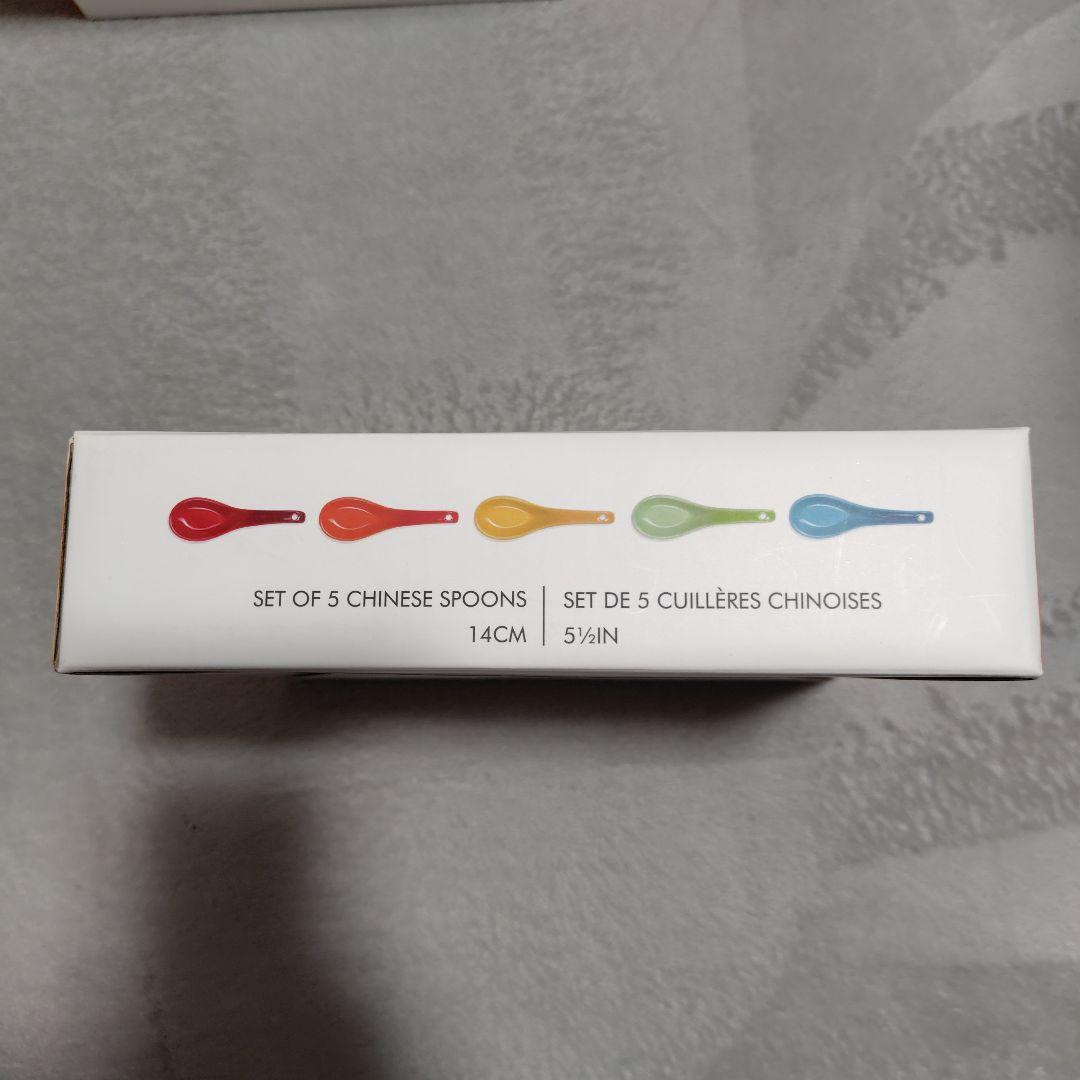 SET OF 5 CHINESE SPOONS
14CM
SET DE 5 CUILLÈRES CHINOISES
5½IN